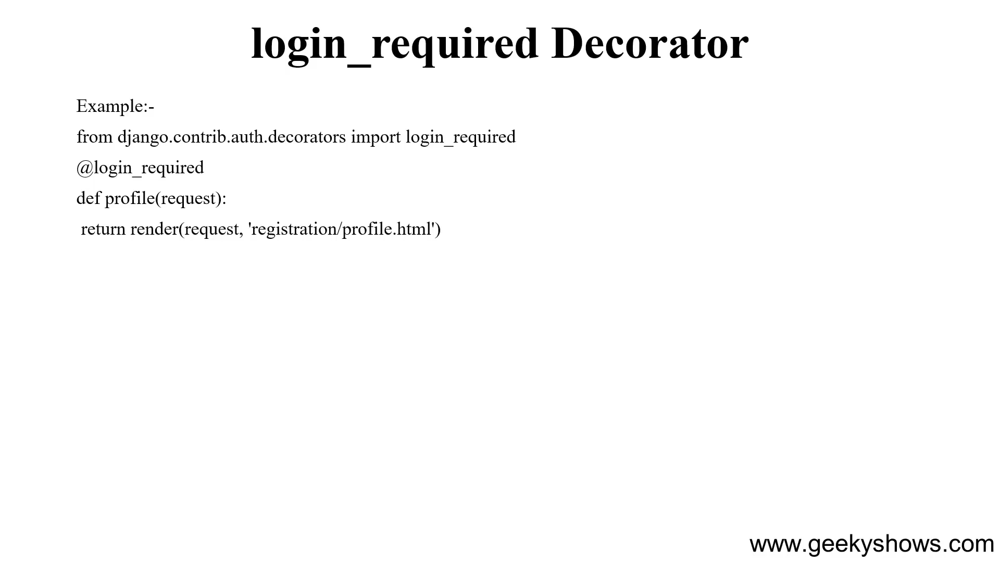 login_required Decorator
Example:-
from django.contrib.auth.decorators import login_required
@login_required
def profile(request):
 return render(request, 'registration/profile.html')
www.geekyshows.com